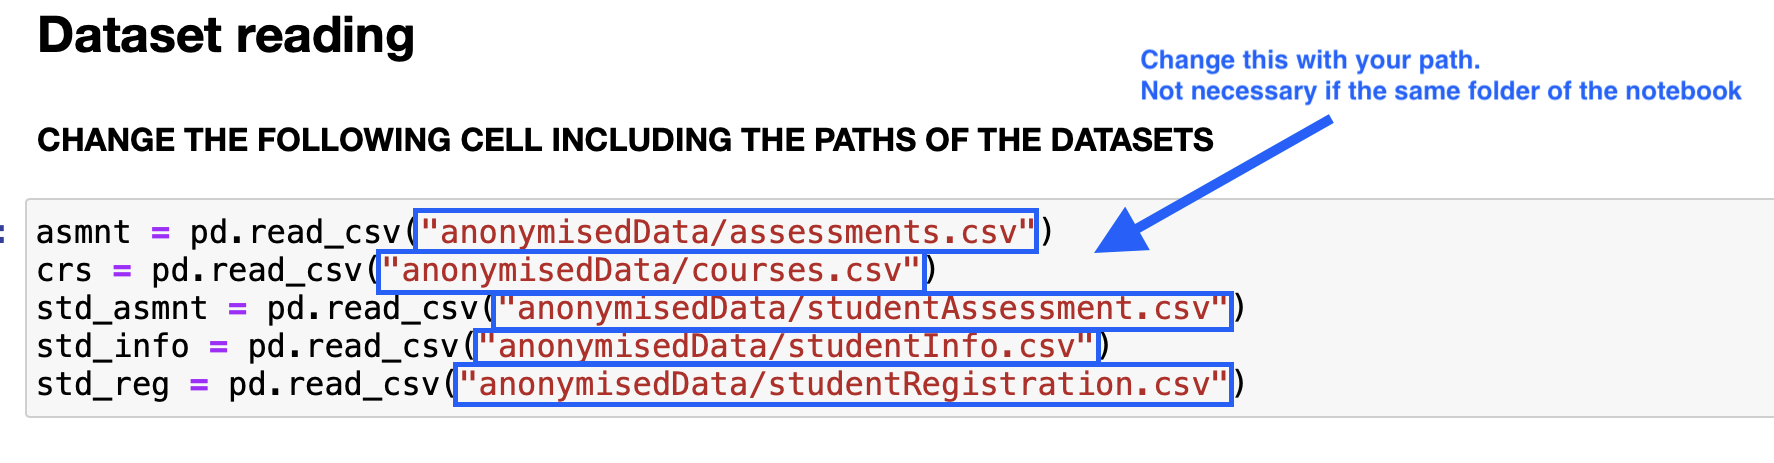 Dataset reading
Change this with your path.
Not necessary if the same folder of the notebook
CHANGE THE FOLLOWING CELL INCLUDING THE PATHS OF THE DATASETS
: asmnt = pd.read_csv("anonymisedData/assessments.csv")
crs = pd.read_csv("anonymisedData/courses.csv")
std_asmnt = pd.read_csv("anonymisedData/studentAssessment.csv")
std_info = pd.read_csv("anonymisedData/studentInfo.csv")
std_reg = pd.read_csv("anonymisedData/studentRegistration.csv")